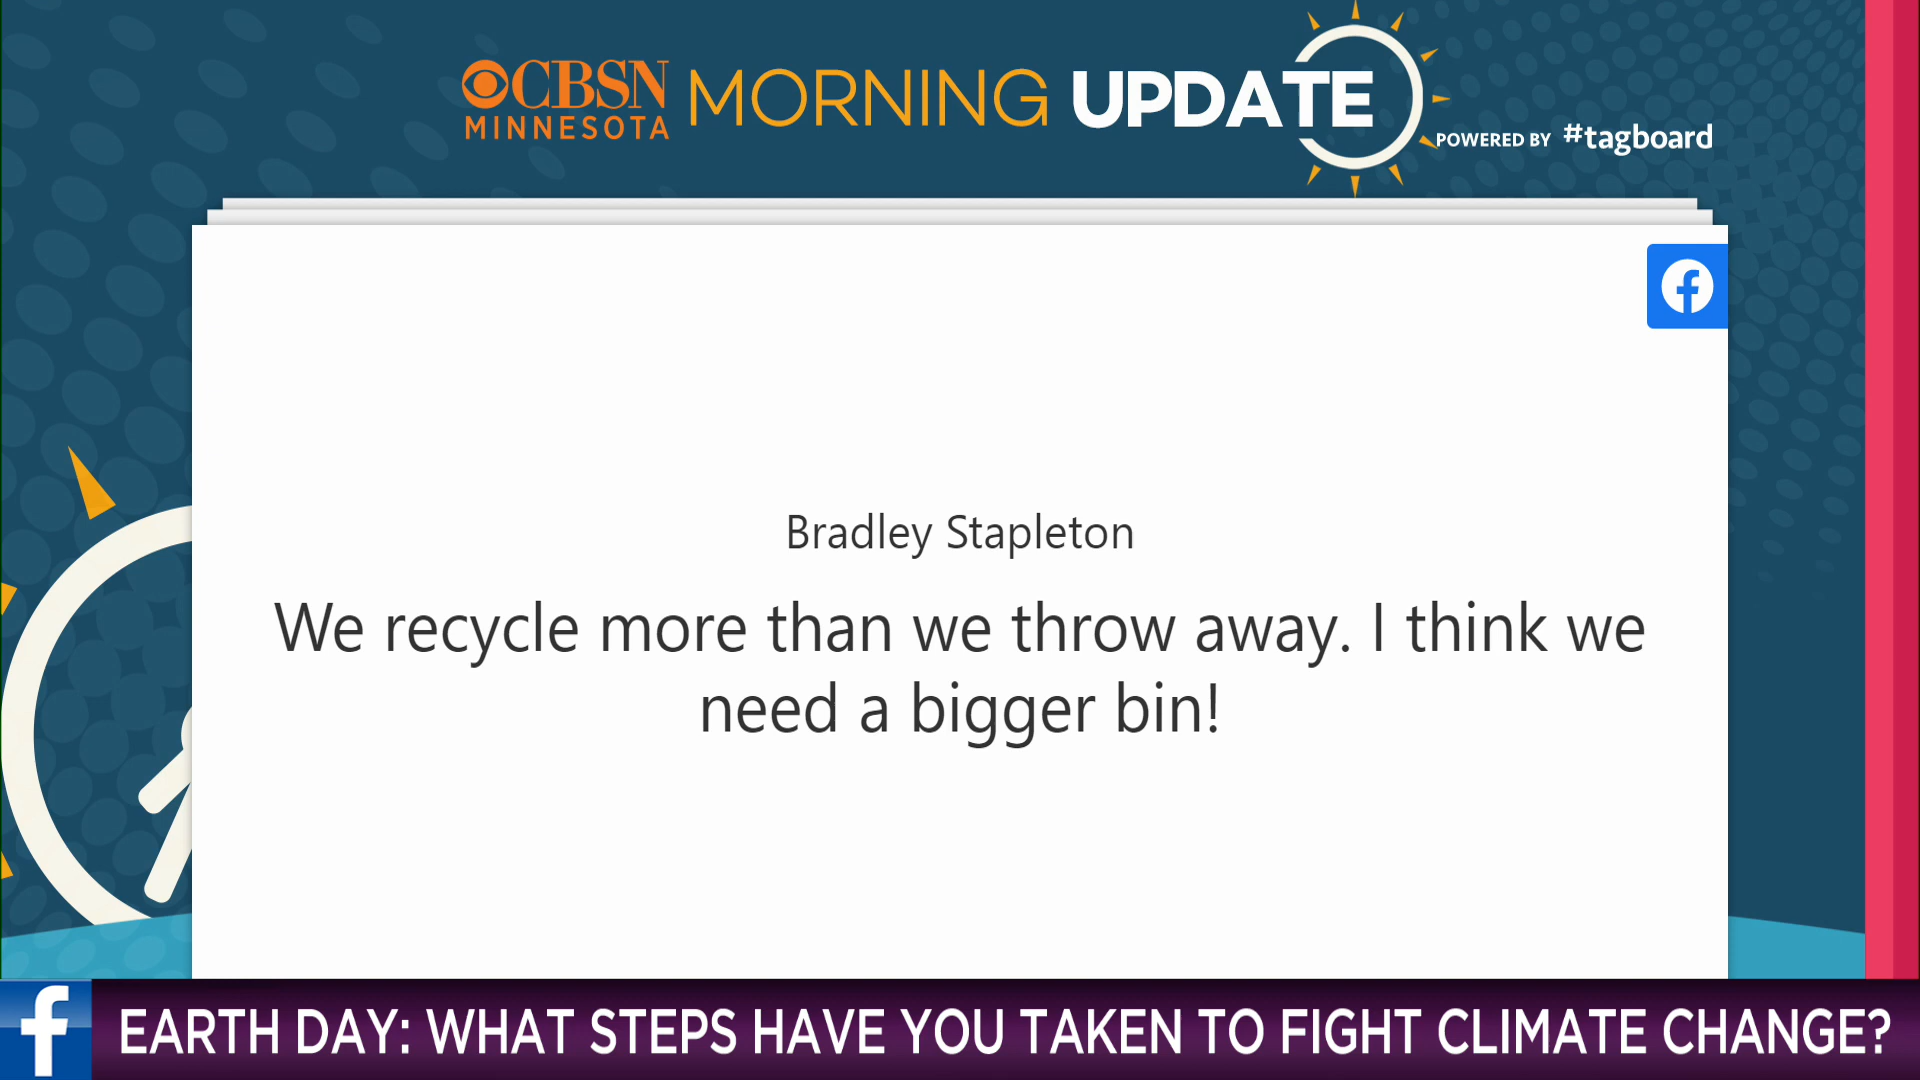 CBSN
MINNESOTA
MORNING UPDATE
POWERED BY #tagboard
Bradley Stapleton
We recycle more than we throw away. I think we
need a bigger bin!
EARTH DAY: WHAT STEPS HAVE YOU TAKEN TO FIGHT CLIMATE CHANGE?